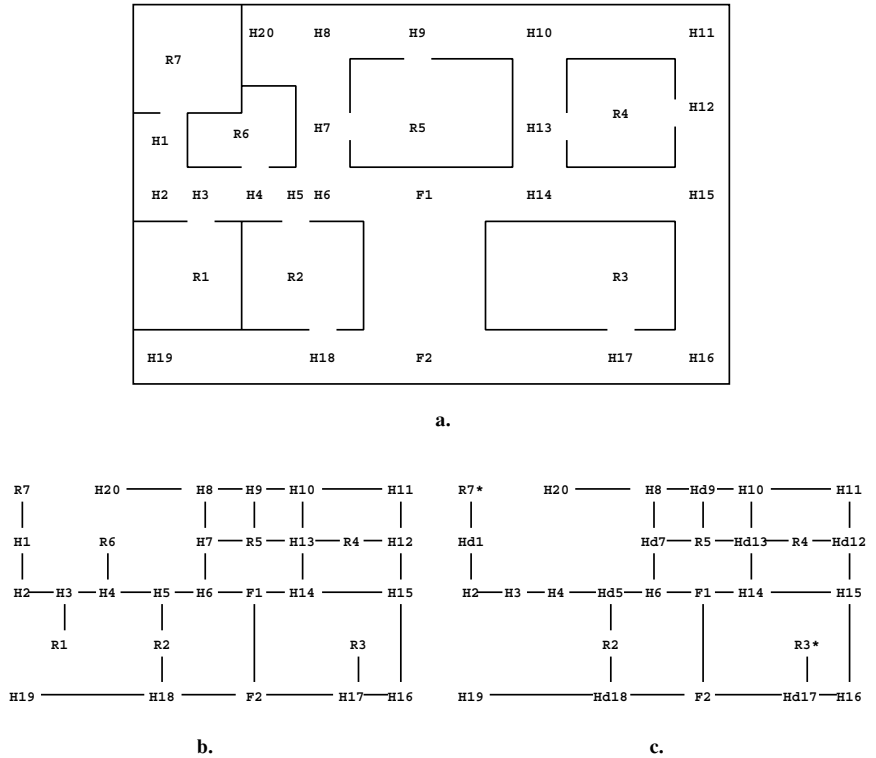 H20 H8 H9 H10 H11
R7
H12
R4
H7 R5 H13
R6
H1
H2 H3 H4 H5 H6 F1 H14 H15
R1 R2 R3
H19 H18 F2 H17 H16
a.
R7 H20 H8 H9 H10 H11
H1 R6 H7 R5 H13 R4 H12
H2 H3 H4 H5 H6 F1 H14 H15
R1 R2 R3
H19 H18 F2 H17 H16
b.
R7* H20 H8 Hd9 H10 H11
Hd1 Hd7 R5 Hd13 R4 Hd12
H2 H3 H4 Hd5 H6 F1 H14 H15
R2 R3*
H19 Hd18 F2 Hd17 H16
c.